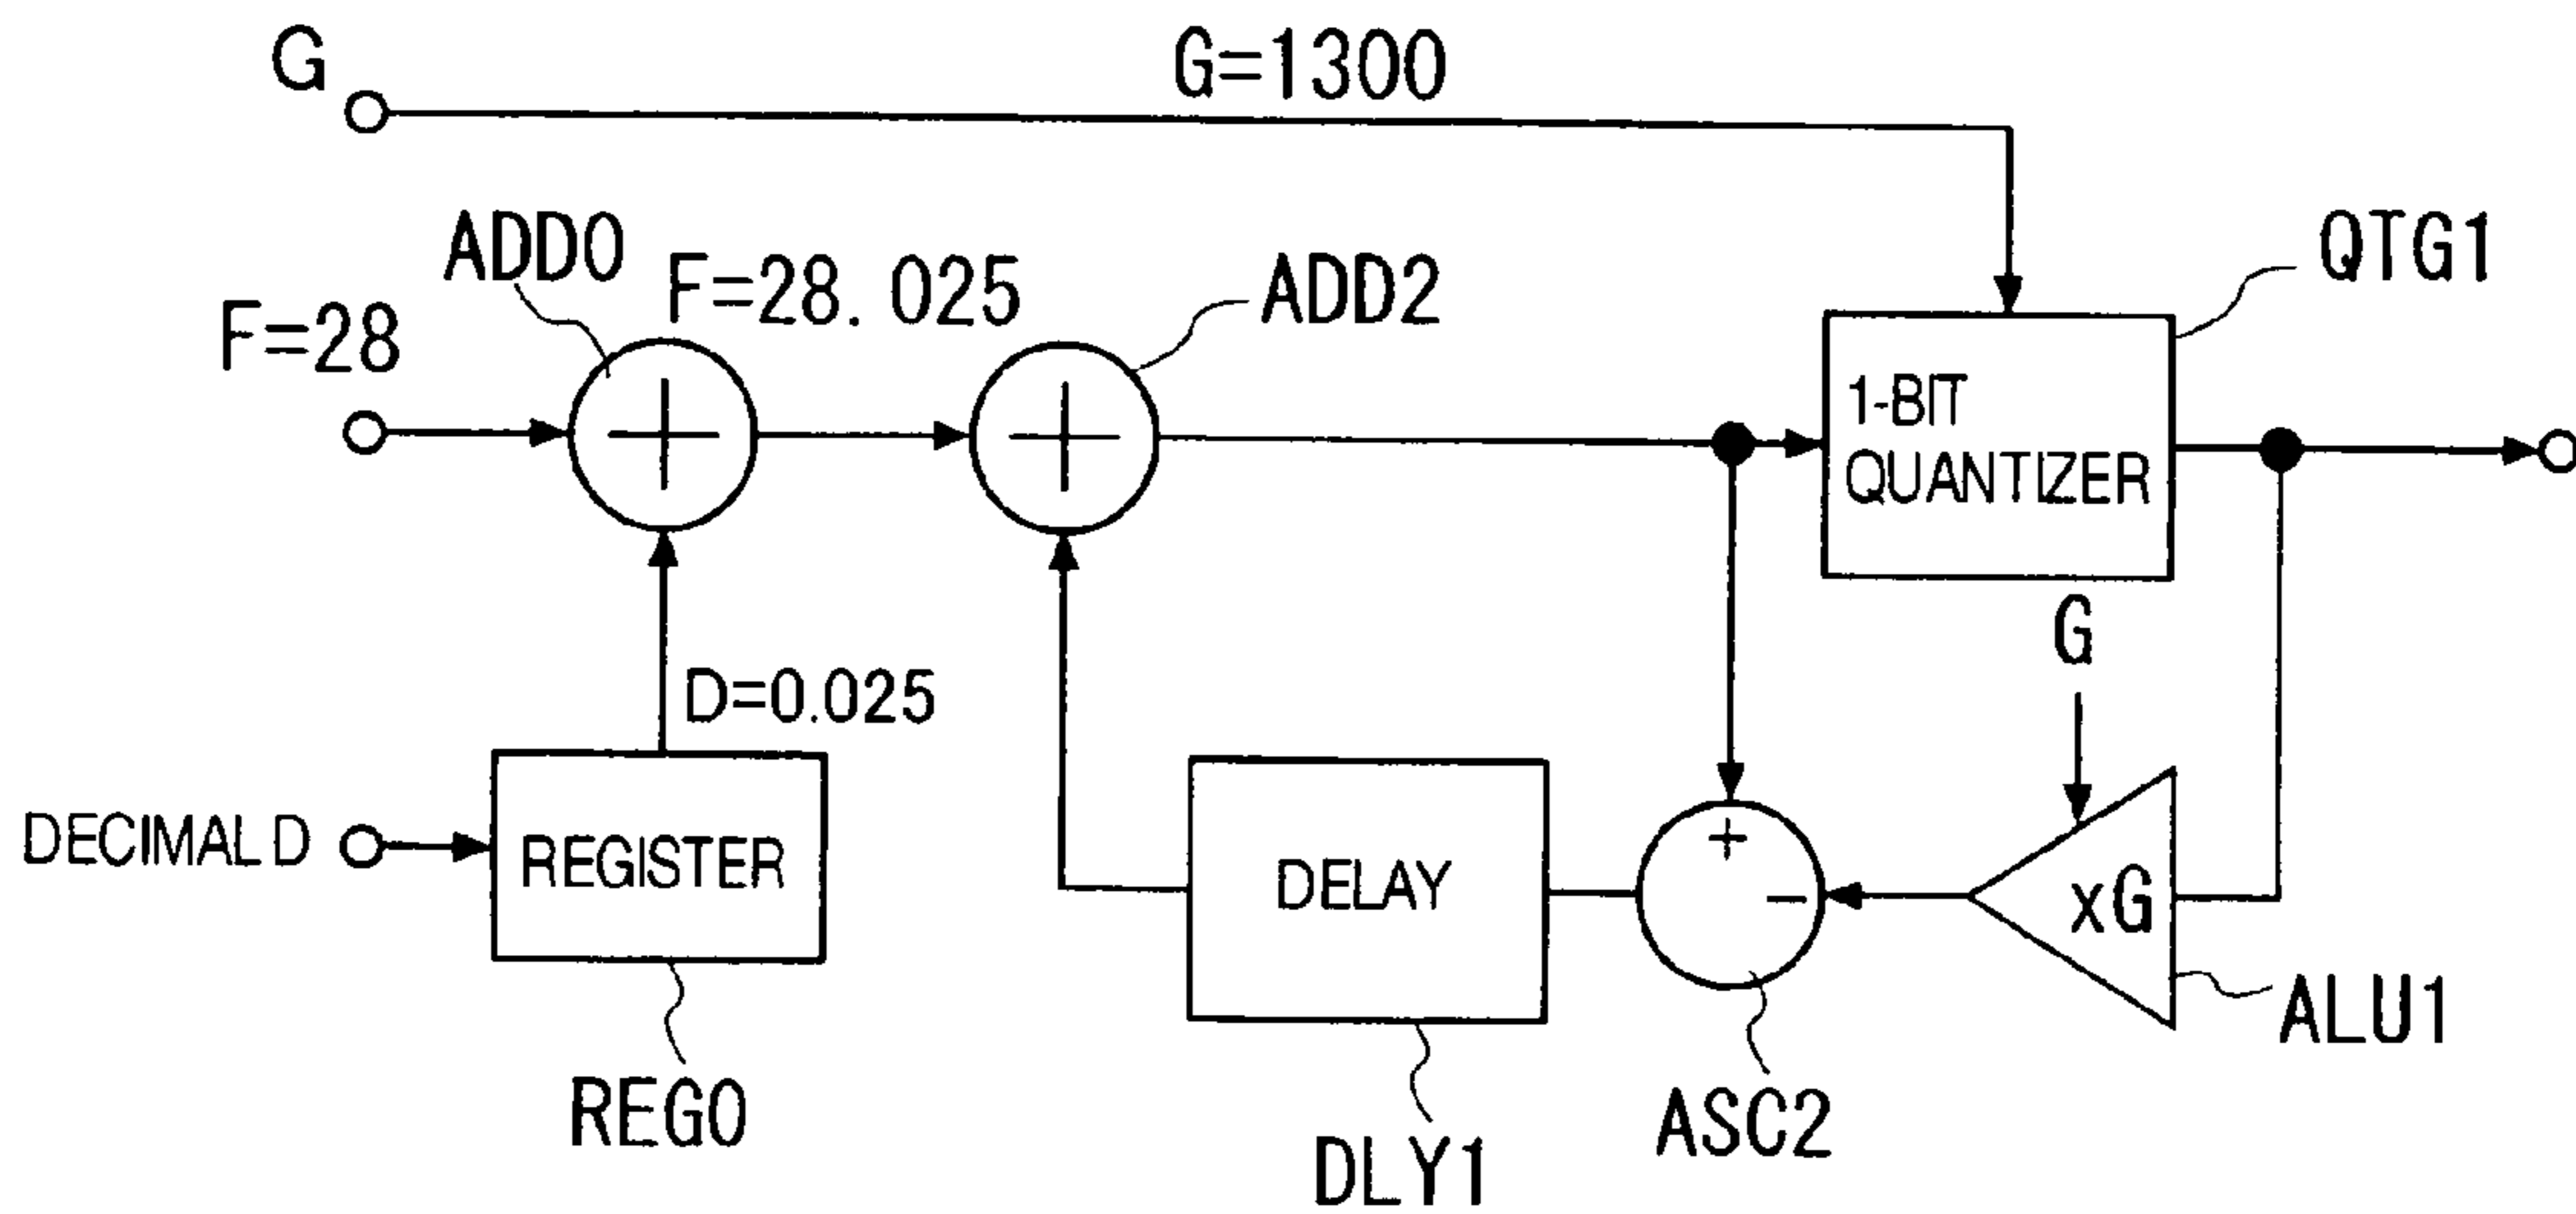 G
G=1300
ADD0
F=28
F=28. 025
ADD2
QTG1
1-BIT
QUANTIZER
G
D=0.025
DECIMAL D
REGISTER
DELAY
+
−
xG
REG0
DLY1
ASC2
ALU1